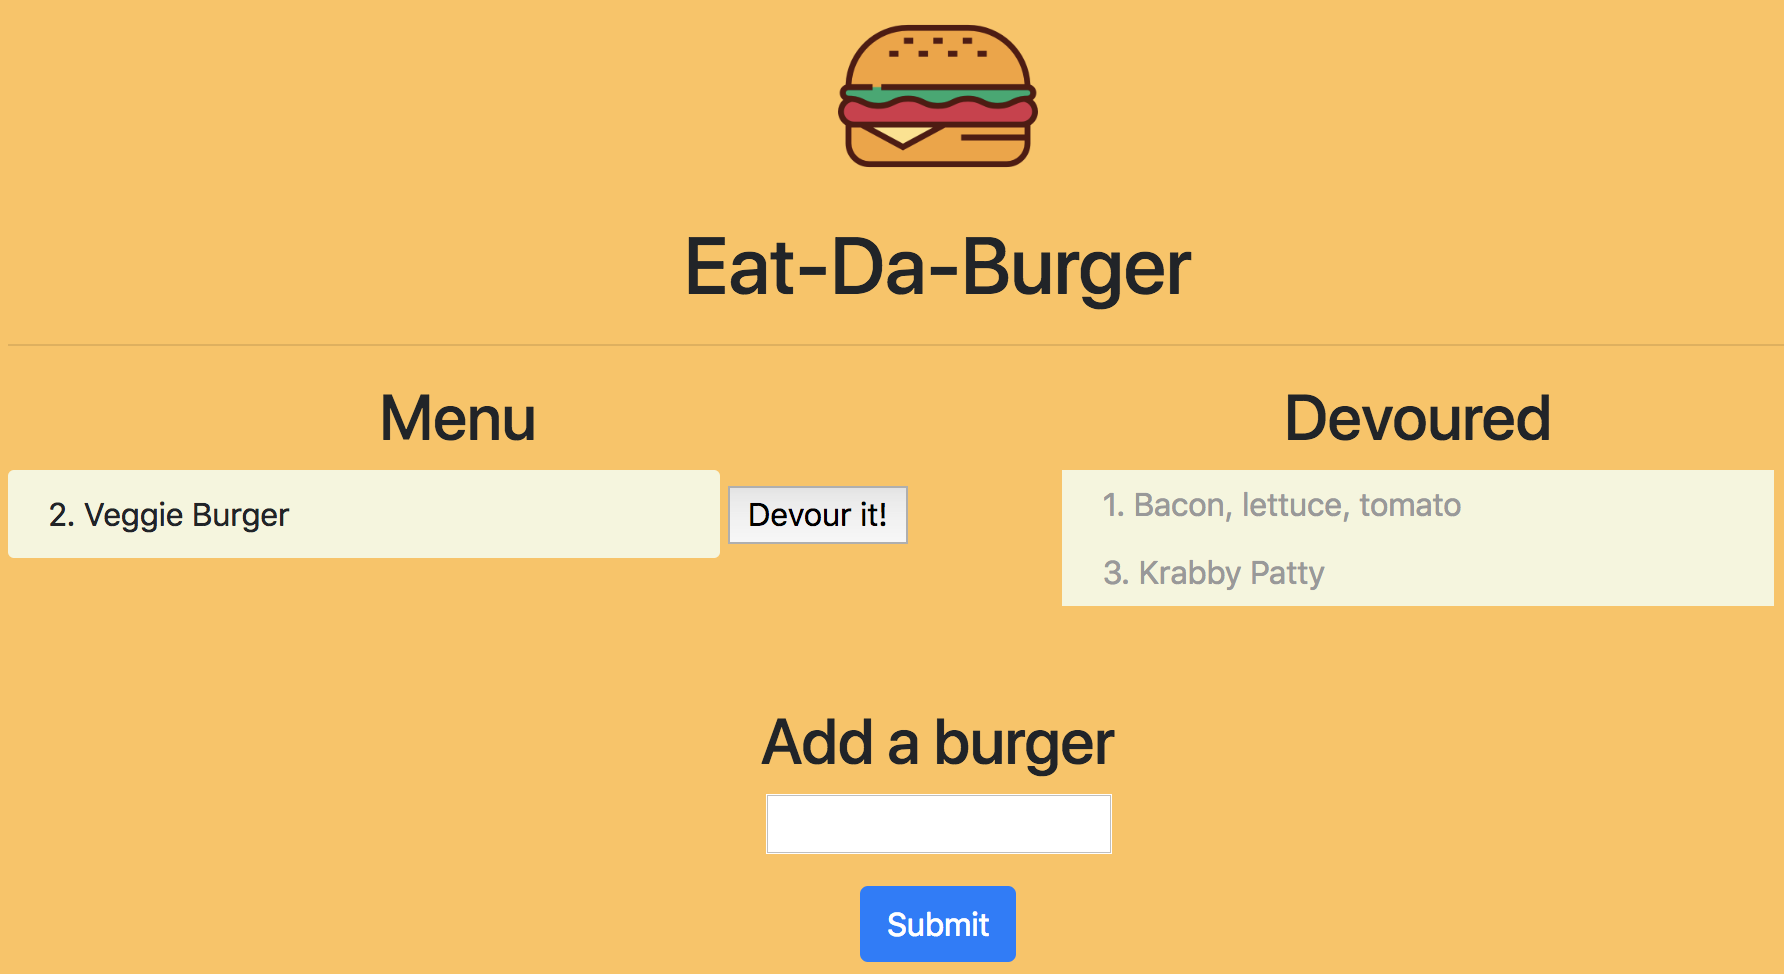 Eat-Da-Burger
Menu
2. Veggie Burger
Devour it!
Devoured
1. Bacon, lettuce, tomato
3. Krabby Patty
Add a burger
Submit